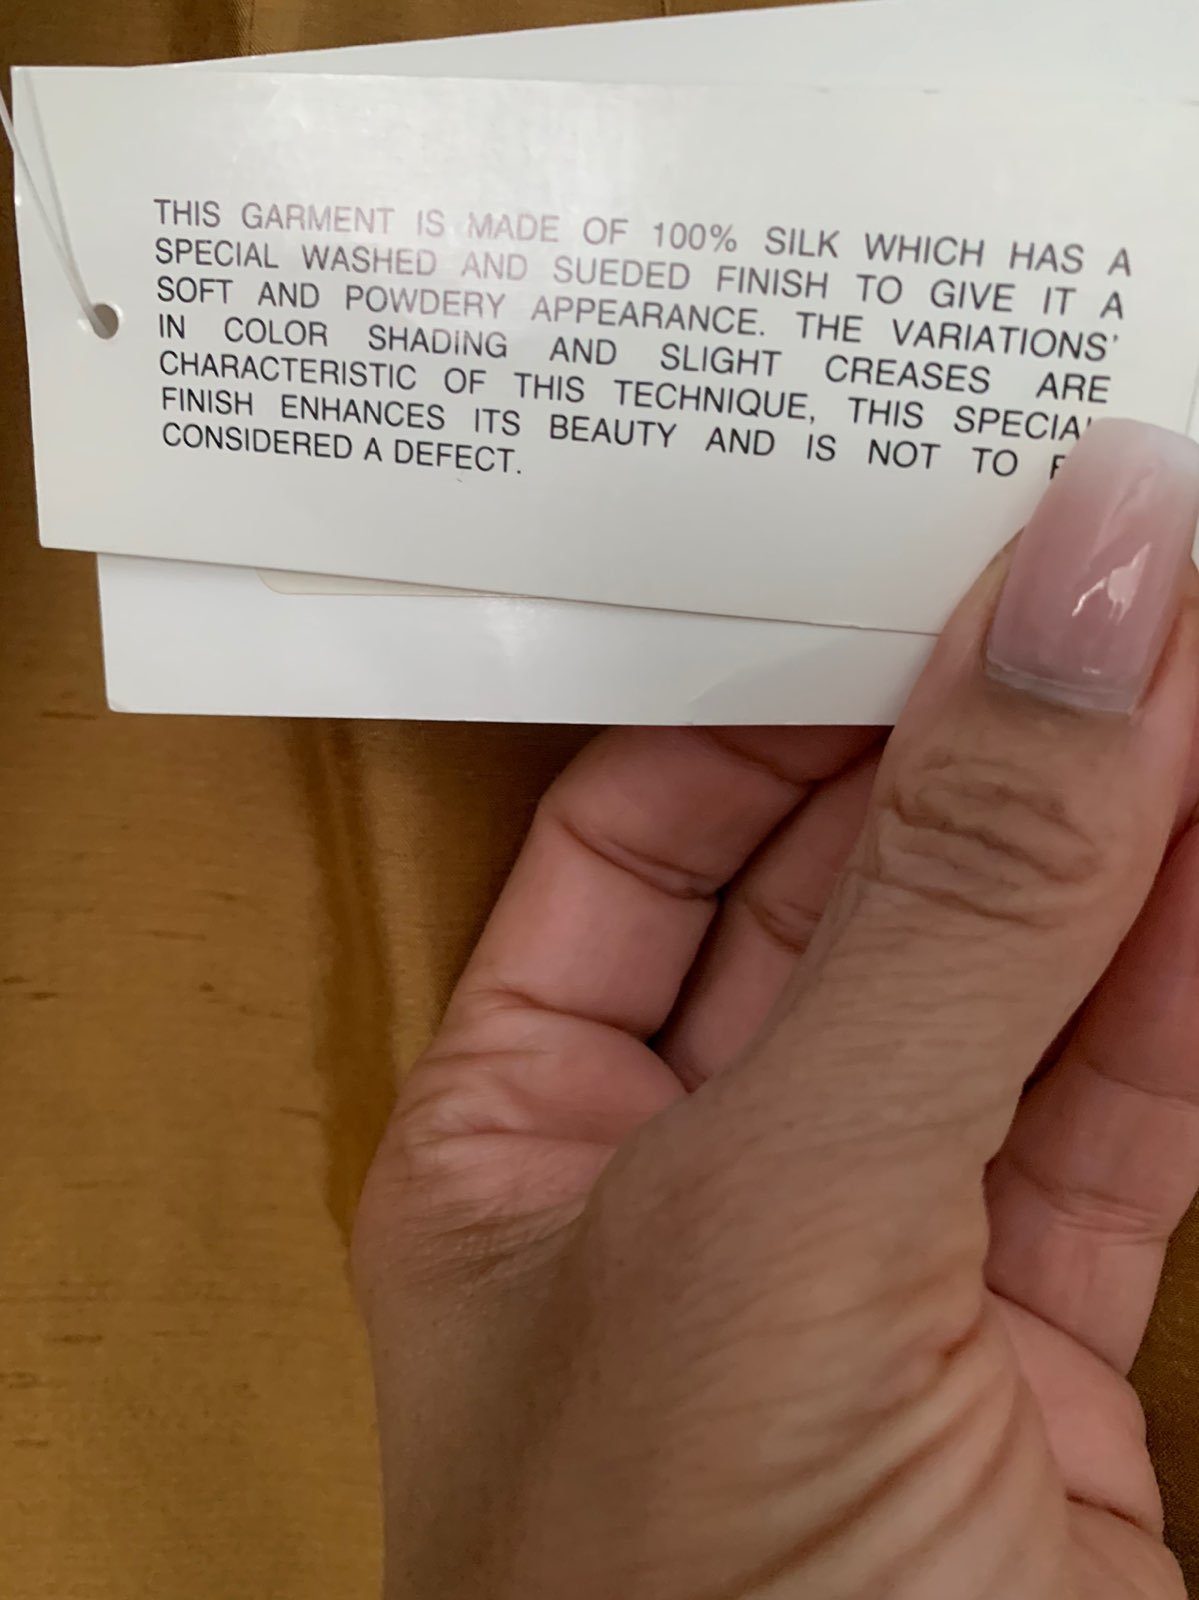 THIS GARMENT IS MADE OF 100% SILK WHICH HAS A
SPECIAL WASHED AND SUEDED FINISH TO GIVE IT A
SOFT AND POWDERY APPEARANCE. THE VARIATIONS'
IN COLOR SHADING AND SLIGHT CREASES ARE
CHARACTERISTIC OF THIS TECHNIQUE, THIS SPECIAL
FINISH ENHANCES ITS BEAUTY AND IS NOT TO
CONSIDERED A DEFECT.